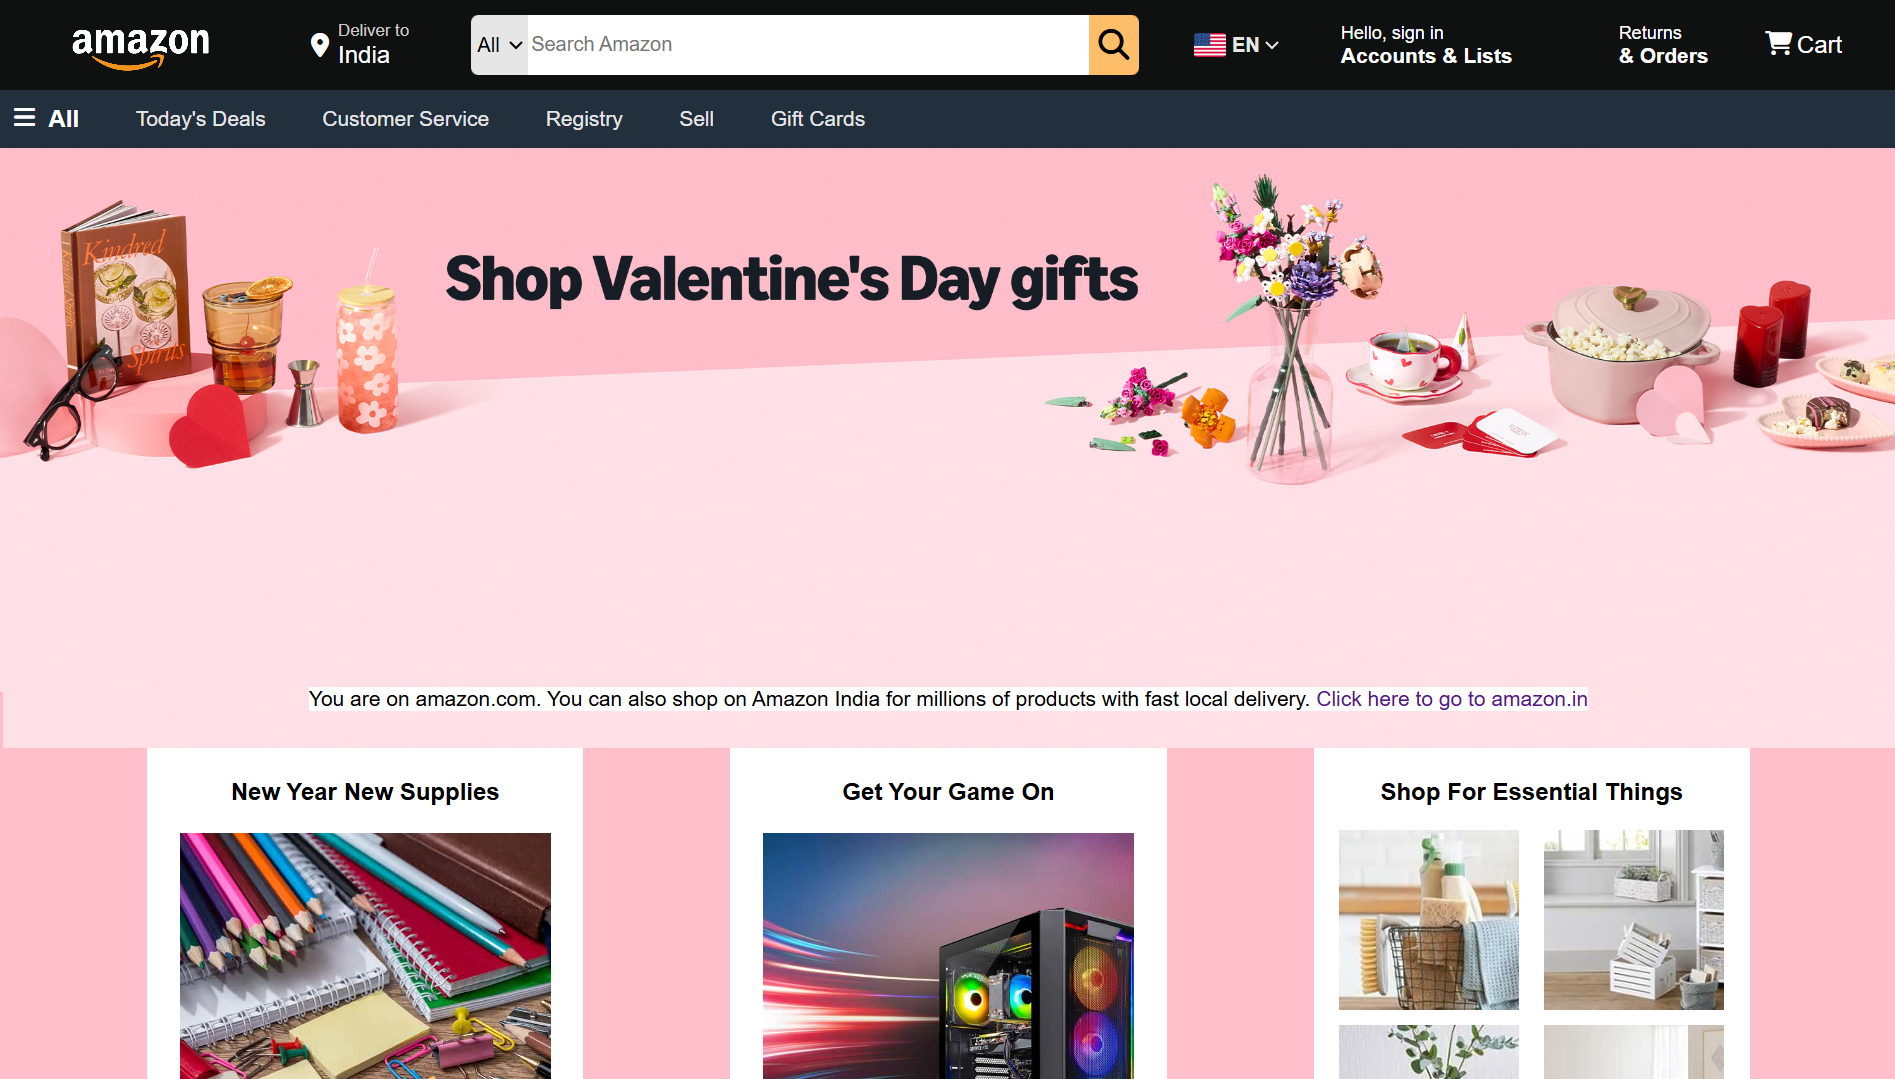 amazon
Deliver to
India
All
Search Amazon
EN
Hello, sign in
Accounts & Lists
Returns
& Orders
Cart
All
Today's Deals
Customer Service
Registry
Sell
Gift Cards
Kindred
Spirits
Shop Valentine's Day gifts
You are on amazon.com. You can also shop on Amazon India for millions of products with fast local delivery. Click here to go to amazon.in
New Year New Supplies
Get Your Game On
Shop For Essential Things